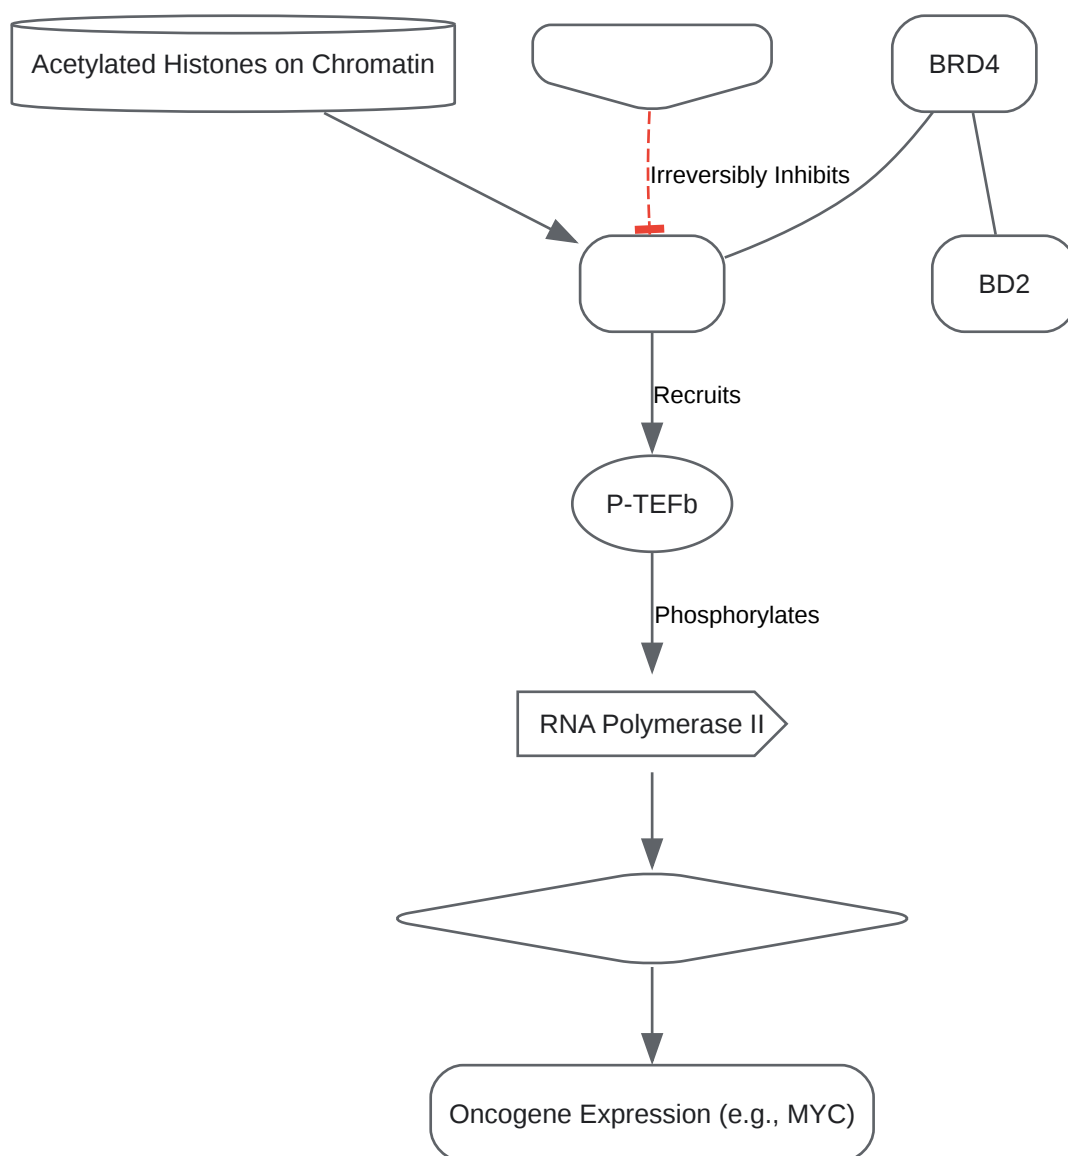 Acetylated Histones on Chromatin
BRD4
Irreversibly Inhibits
BD2
Recruits
P-TEFb
Phosphorylates
RNA Polymerase II
Oncogene Expression (e.g., MYC)